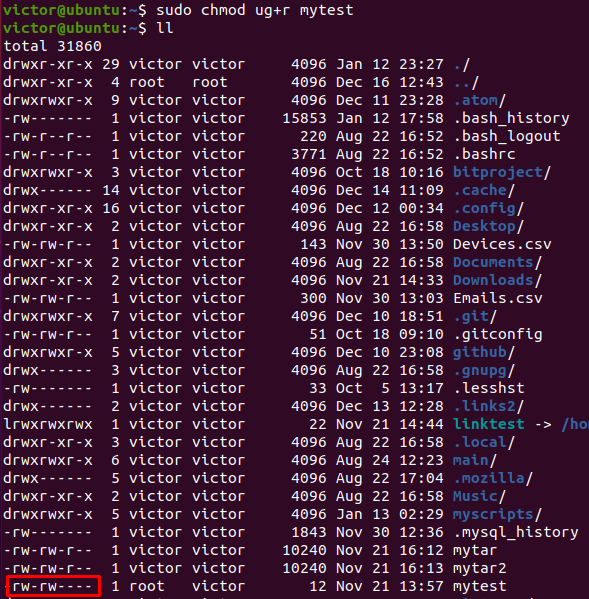 victor@ubuntu:~$ sudo chmod ug+r mytest
victor@ubuntu:~$ ll
total 31860
drwxr-xr-x 29 victor victor     4096 Jan 12 23:27 ./
drwxr-xr-x  4 root   root       4096 Dec 16 12:43 ../
drwxrwxr-x  9 victor victor     4096 Dec 11 23:28 .atom/
-rw-------  1 victor victor    15853 Jan 12 17:58 .bash_history
-rw-r--r--  1 victor victor      220 Aug 22 16:52 .bash_logout
-rw-r--r--  1 victor victor     3771 Aug 22 16:52 .bashrc
drwxrwxr-x  3 victor victor     4096 Oct 18 10:16 bitproject/
drwx------ 14 victor victor     4096 Dec 14 11:09 .cache/
drwxr-xr-x 16 victor victor     4096 Dec 12 00:34 .config/
drwxr-xr-x  2 victor victor     4096 Aug 22 16:58 Desktop/
-rw-rw-r--  1 victor victor      143 Nov 30 13:50 Devices.csv
drwxr-xr-x  2 victor victor     4096 Aug 22 16:58 Documents/
drwxr-xr-x  2 victor victor     4096 Nov 21 14:33 Downloads/
-rw-rw-r--  1 victor victor      300 Nov 30 13:03 Emails.csv
drwxrwxr-x  7 victor victor     4096 Dec 10 18:51 .git/
-rw-rw-r--  1 victor victor       51 Oct 18 09:10 .gitconfig
drwxrwxr-x  5 victor victor     4096 Dec 10 23:08 github/
drwx------  3 victor victor     4096 Aug 22 16:58 .gnupg/
-rw-------  1 victor victor       33 Oct  5 13:17 .lesshst
drwx------  2 victor victor     4096 Dec 13 12:28 .links2/
lrwxrwxrwx  1 victor victor       22 Nov 21 14:44 linktest -> /ho
drwxr-xr-x  3 victor victor     4096 Aug 22 16:58 .local/
drwxrwxr-x  6 victor victor     4096 Aug 24 12:23 main/
drwx------  5 victor victor     4096 Aug 22 17:04 .mozilla/
drwxr-xr-x  2 victor victor     4096 Aug 22 16:58 Music/
drwxrwxr-x  5 victor victor     4096 Jan 13 02:29 myscripts/
-rw-------  1 victor victor     1843 Nov 30 12:36 .mysql_history
-rw-rw-r--  1 victor victor    10240 Nov 21 16:12 mytar
-rw-rw-r--  1 victor victor    10240 Nov 21 16:13 mytar2
-rw-rw----  1 root   victor       12 Nov 21 13:57 mytest